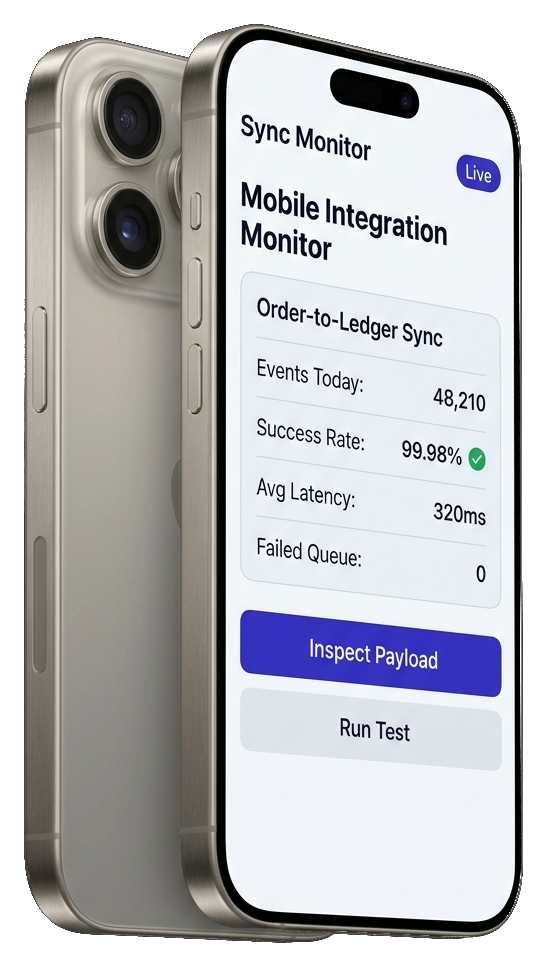 Sync Monitor
Live
Mobile Integration
Monitor
Order-to-Ledger Sync
Events Today: 48,210
Success Rate: 99.98%
Avg Latency: 320ms
Failed Queue: 0
Inspect Payload
Run Test